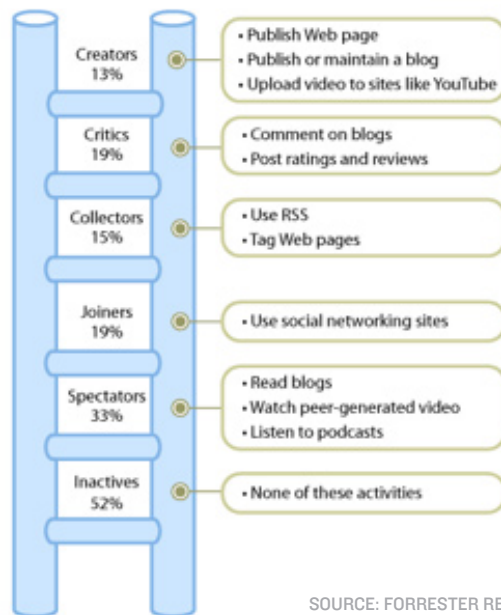 Creators
13%
• Publish Web page
• Publish or maintain a blog
• Upload video to sites like YouTube
Critics
19%
• Comment on blogs
• Post ratings and reviews
Collectors
15%
• Use RSS
• Tag Web pages
Joiners
19%
• Use social networking sites
Spectators
33%
• Read blogs
• Watch peer-generated video
• Listen to podcasts
Inactives
52%
• None of these activities
SOURCE: FORRESTER RE